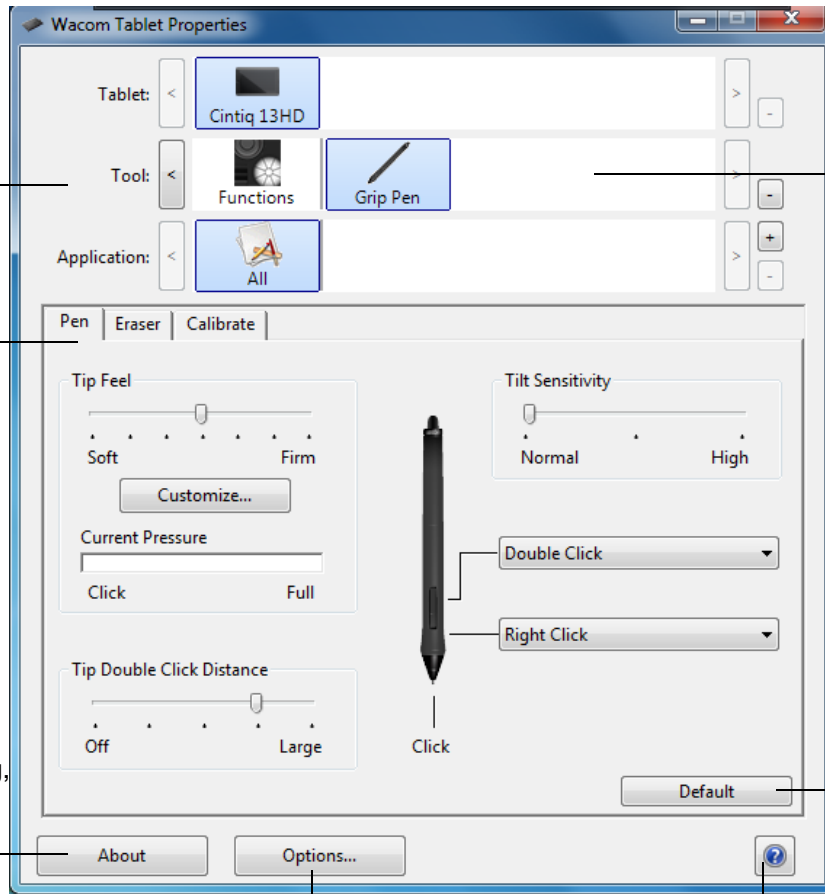 Wacom Tablet Properties
Tablet: < Cintiq 13HD > -
Tool: < Functions Grip Pen > -
Application: < All > + -
Pen Eraser Calibrate
Tip Feel
Soft Firm
Customize...
Current Pressure
Click Full
Tip Double Click Distance
Off Large
Click
Tilt Sensitivity
Normal High
Double Click
Right Click
Default
About Options... ?